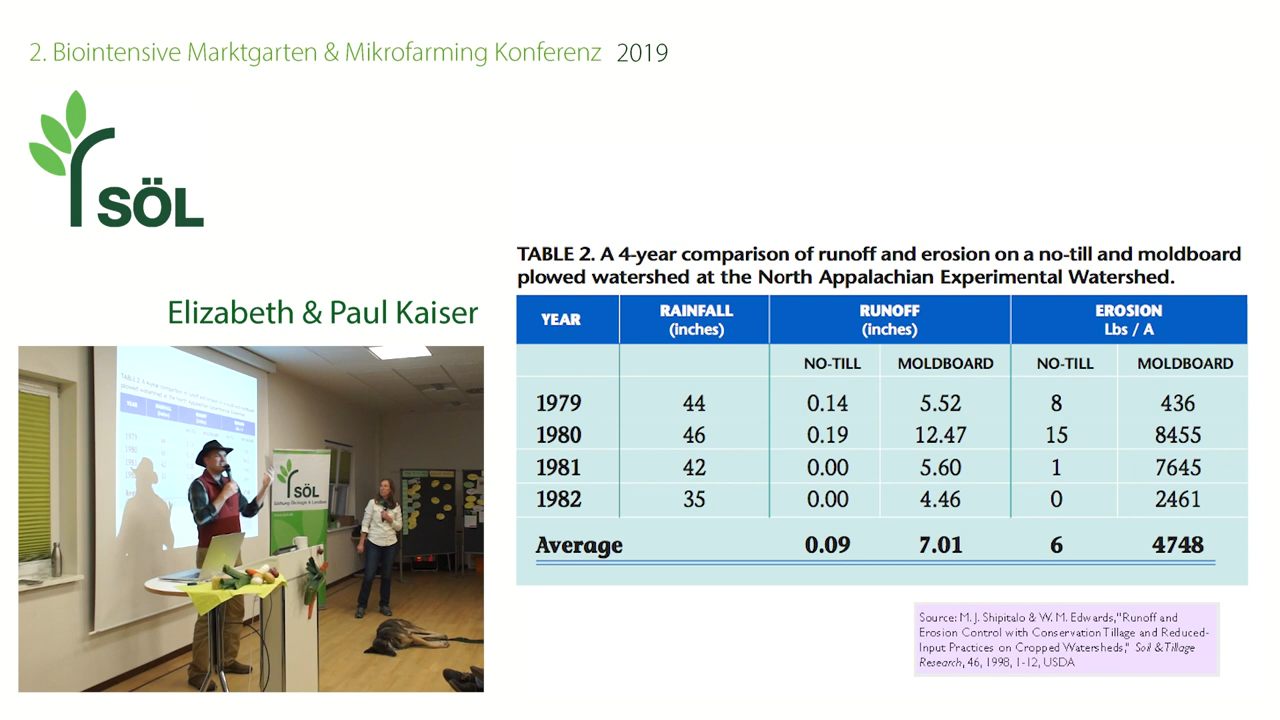 2. Biointensive Marktgarten & Mikrofarming Konferenz 2019
SÖL
Elizabeth & Paul Kaiser
TABLE 2. A 4-year comparison of runoff and erosion on a no-till and moldboard
plowed watershed at the North Appalachian Experimental Watershed.
YEAR RAINFALL (inches) RUNOFF (inches) EROSION Lbs / A
NO-TILL MOLDBOARD NO-TILL MOLDBOARD
1979 44 0.14 5.52 8 436
1980 46 0.19 12.47 15 8455
1981 42 0.00 5.60 1 7645
1982 35 0.00 4.46 0 2461
Average 0.09 7.01 6 4748
Source: M. J. Shipitalo & W. M. Edwards, "Runoff and
Erosion Control with Conservation Tillage and Reduced-
Input Practices on Cropped Watersheds," Soil & Tillage
Research, 46, 1998, 1-12, USDA
SÖL
Stiftung Ökologie & Landbau